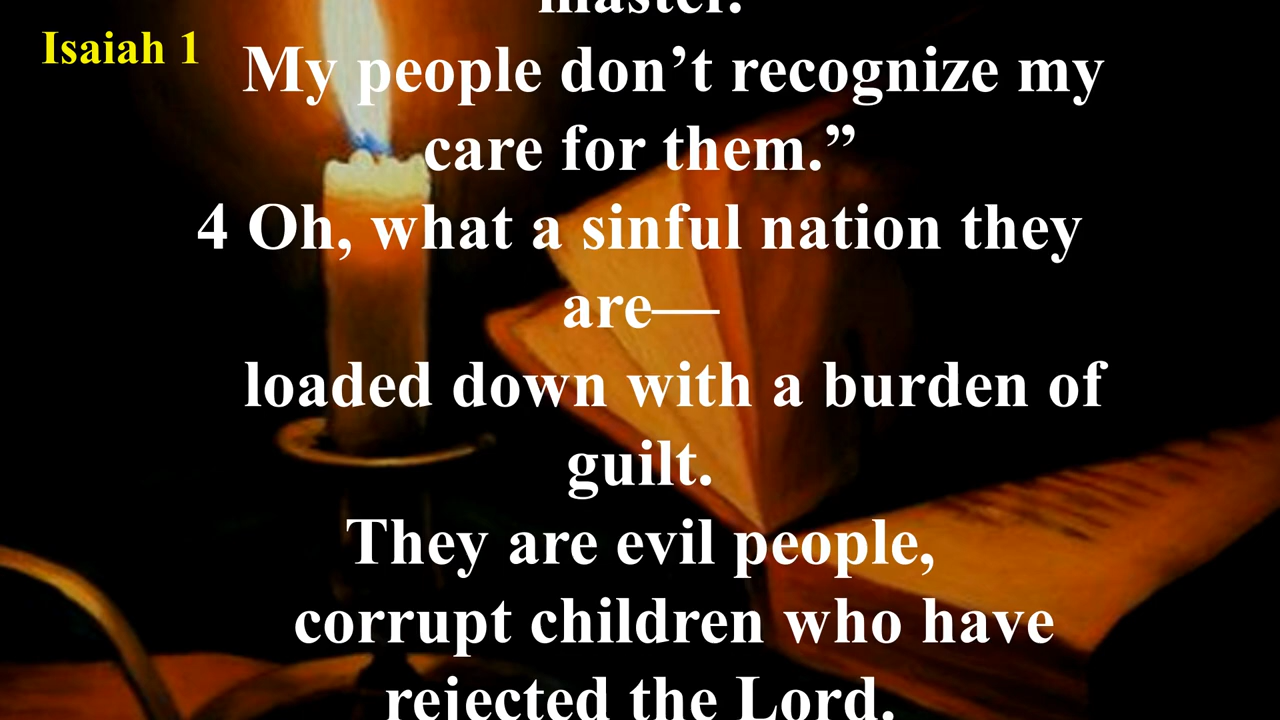 master.
Isaiah 1
My people don’t recognize my
care for them.”
4 Oh, what a sinful nation they
are—
loaded down with a burden of
guilt.
They are evil people,
corrupt children who have
rejected the Lord.